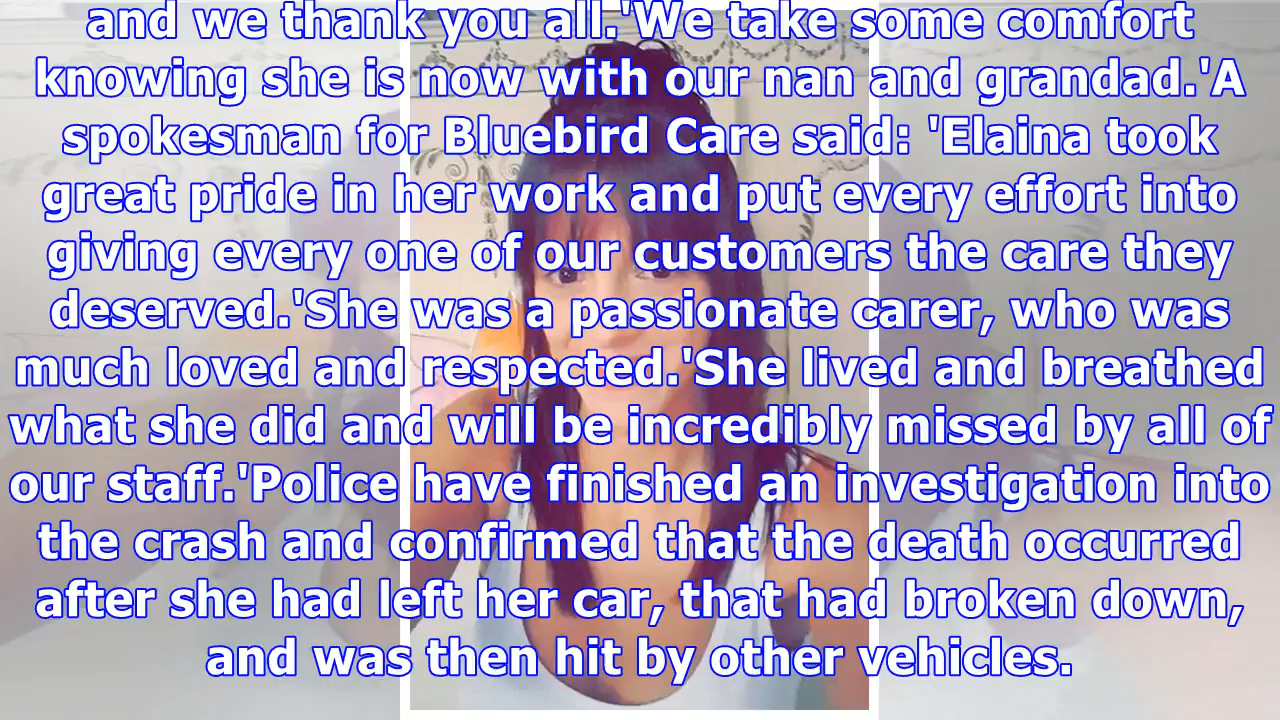 and we thank you all.'We take some comfort
knowing she is now with our nan and grandad.'A
spokesman for Bluebird Care said: 'Elaina took
great pride in her work and put every effort into
giving every one of our customers the care they
deserved.'She was a passionate carer, who was
much loved and respected.'She lived and breathed
what she did and will be incredibly missed by all of
our staff.'Police have finished an investigation into
the crash and confirmed that the death occurred
after she had left her car, that had broken down,
and was then hit by other vehicles.